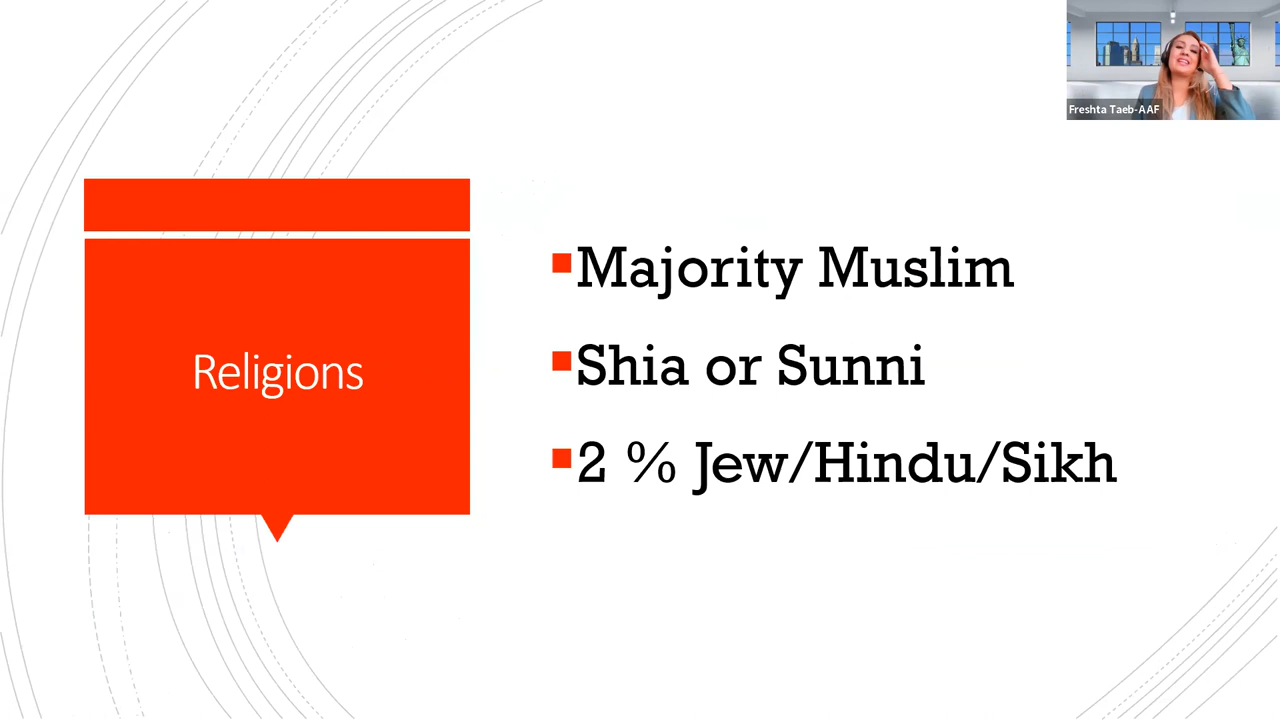 Freshta Taeb-AAF
Religions
Majority Muslim
Shia or Sunni
2 % Jew/Hindu/Sikh